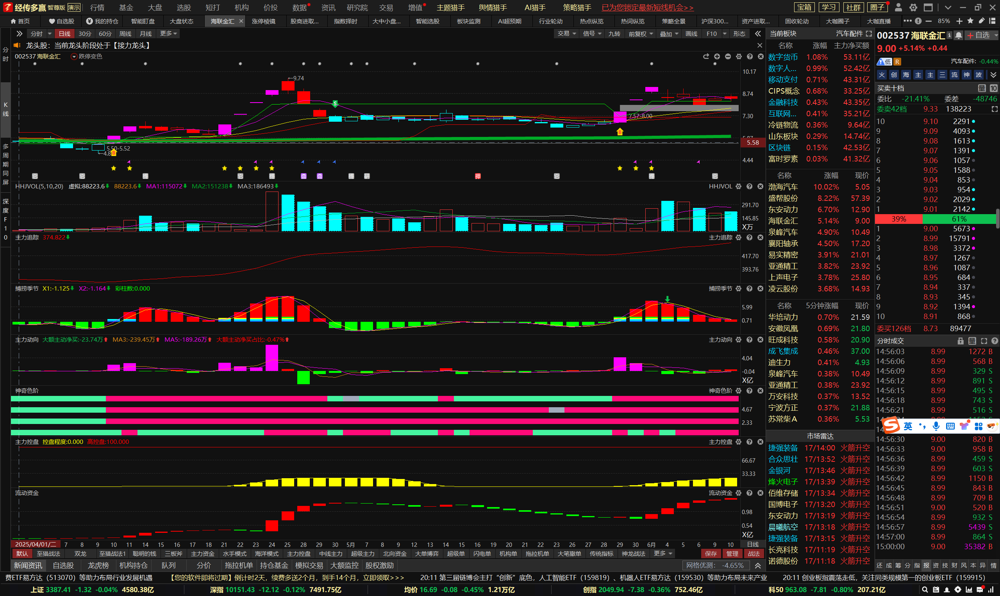 经传多赢 智尊版 演示 行情 基金 大盘 选股 短打 机构 价投 数据 资讯 研究院 交易 增值 主题猎手 舆情猎手 AI猎手 策略猎手 已为您锁定最新短线机会>> 宝箱 学习 社群 圈子
首页 自选股 我的持仓 智能盯盘 大盘状态 海联金汇 涨停棱镜 股商进取... 指数择时 大中小盘... 智能选股 板块监测 AI超预期 行业轮动 热点纵览 热词纵览 策略全景 沪深300... 资产进取... 固收轮动 大咖圈子 大咖直播 85%
分时 日线 30分 60分 周线 月线 更多 交易 信号 九转 前复权 叠加 画线 F10 形态
龙头股：当前龙头阶段处于【接力龙头】
002537 海联金汇 跌停变色
分时
K线
多周期同屏
深度F10
9.74
5.50-5.52
7.57-8.00
10.17
8.74
7.30
5.58
4.44
HHJVOL(5,10,20) 虚拟:88223.6 88223.6 MA1:115072 MA2:151238 MA3:186493 HHJVOL
291.70
145.85
X万
主力追踪 374.822 主力追踪
417.70
393.76
捕捞季节 X1:-1.125 X2:-1.164 彩柱数:0.000 捕捞季节
5.99
0.71
主力动向 大额主动净买:-23.74万 MA3:-239.45万 MA5:-189.26万 大额主动净买占比:-0.47% 主力动向
4.04
-0.04
X亿
神奇色阶 神奇色阶
4.67
2.33
主力控盘 控盘程度:0.000 高控盘:100.000 主力控盘
66.67
33.33
流动资金 流动资金
0.98
0.54
X亿
2025/04/01/二 7 8 9 10 11 14 15 16 17 18 21 22 23 24 25 28 29 30 5月 7 8 9 12 13 14 15 16 19 20 21 22 23 26 27 28 29 30 6月 4 5 6 9 10 日线
默认 至猎战法 双龙 至猎战法1 聪明的钱 三板斧 主力资金 水手模式 海洋模式 主力控盘 中线主力 超级主力 北向资金 大单博弈 超级单 闪电单 机构单 拖拉机单 大笔撤单 传统指标 神龙战法 更多 保存 管理 战法
新闻资讯 自选股 龙虎榜 机构持仓 队列 分价 拖拉机单 持仓基金 模拟交易 大额监控 股权激励 网格优测： -4.65%
当前板块 汽车配件
名称 涨幅 主力净买额
数字货币 1.08% 53.11亿
数字人... 0.99% 52.42亿
移动支付 0.71% 43.31亿
CIPS概念 0.68% 33.25亿
金融科技 0.43% 43.35亿
互联网... 0.41% 35.21亿
冷链物流 0.36% 9.64亿
山东板块 0.29% 14.74亿
区块链 0.15% 42.53亿
富时罗素 0.03% 41.32亿
名称 涨幅 现价
渤海汽车 10.02% 5.05
盛帮股份 8.22% 57.39
东安动力 6.70% 12.90
海联金汇 5.14% 9.00
泉峰汽车 4.90% 10.49
襄阳轴承 4.50% 17.20
易实精密 3.91% 21.01
亚通精工 3.82% 23.92
上声电子 3.78% 25.80
凌云股份 3.68% 14.93
名称 5分钟涨幅 现价
华培动力 0.70% 21.59
安徽凤凰 0.69% 21.80
旺成科技 0.58% 20.90
成飞集成 0.46% 37.00
迪生力 0.41% 4.93
泉峰汽车 0.38% 10.49
亚通精工 0.38% 23.92
万安科技 0.37% 13.52
宁波方正 0.37% 21.88
苏常柴A 0.36% 5.53
市场雷达
捷强装备 17/14:00 火箭升空
合众思壮 17/13:52 火箭升空
金银河 17/13:46 火箭升空
烽火电子 17/13:39 火箭升空
佰维存储 17/13:34 火箭升空
国博电子 17/13:20 火箭升空
东安动力 17/13:19 火箭升空
晨曦航空 17/13:18 火箭升空
捷强装备 17/13:15 火箭升空
长亮科技 17/11:19 火箭升空
诺德股份 17/11:18 火箭升空
002537 海联金汇 自选
9.00 +5.14% +0.44
低 R 汽车配件: -0.44%
火 创 海 主 主 三 流 神 波
买卖十档 量 10
委比 -21.41% 委差 -48746
委卖42档 9.33 138223
10 9.10 2291
9 9.09 4093
8 9.08 1613
7 9.07 1391
6 9.06 1057
5 9.05 1588
4 9.04 853
3 9.03 954
2 9.02 2029
1 9.01 2142
39% 61%
1 9.00 5673
2 8.99 15791
3 8.98 3372
4 8.97 1267
5 8.96 1087
6 8.95 684
7 8.94 337
8 8.93 345
9 8.92 1394
10 8.91 868
委买126档 8.73 89477
分时成交 量
14:56:03 8.99 1272 B
14:56:06 8.99 568 B
14:56:09 8.99 329 S
14:56:12 8.99 891 S
14:56:15 8.99 495 S
14:56:18 8.99 743 S
14:56:21 8.99 516 S
英
14:56:30 9.00 820 B
14:56:33 9.00 958 B
14:56:36 8.99 459 S
14:56:39 8.99 603 S
14:56:42 8.99 1150 B
14:56:45 8.99 843 B
14:56:48 8.99 709 B
14:56:51 9.00 520 B
14:56:54 8.99 932 S
14:56:57 8.99 5439 S
14:57:00 8.99 864 S
15:00:00 9.00 35382 B
还 成 筹 分 指 报 资 技 财 风 本 异 情
费ETF易方达（513070）等助力布局行业发展机遇 【您的软件即将过期】倒计时2天，续费多送2个月，到手14个月，立即领取>>> 20:11 第三届链博会主打“创新”底色，人工智能ETF（159819）、机器人ETF易方达（159530）等助力布局未来产业 20:11 创业板指震荡走低，关注同类规模第一的创业板ETF（159915）
上证 3387.41 -1.32 -0.04% 4580.38亿 深指 10151.43 -12.12 -0.12% 7491.75亿 均价 16.69 -0.08 -0.45% 1.21万亿 创指 2049.94 -7.38 -0.36% 752.46亿 科50 963.08 -7.81 -0.80% 207.21亿